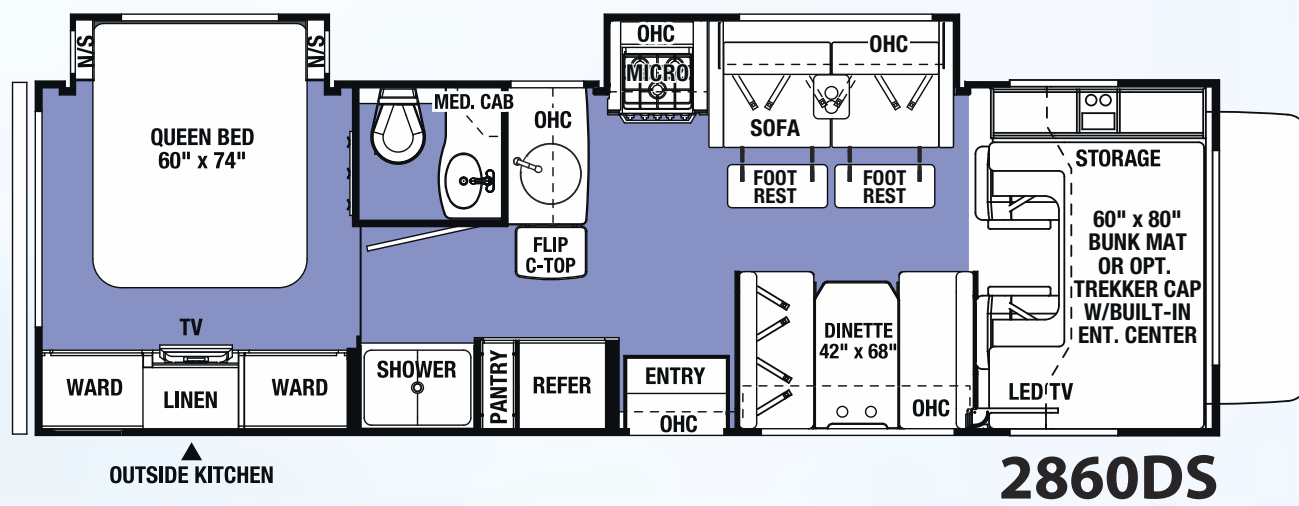 N/S
N/S
QUEEN BED
60" x 74"
TV
WARD
LINEN
WARD
OUTSIDE KITCHEN
MED. CAB
OHC
FLIP
C-TOP
SHOWER
PANTRY
REFER
OHC
MICRO
OHC
SOFA
FOOT
REST
FOOT
REST
ENTRY
OHC
DINETTE
42" x 68"
OHC
STORAGE
60" x 80"
BUNK MAT
OR OPT.
TREKKER CAP
W/BUILT-IN
ENT. CENTER
LED TV
2860DS